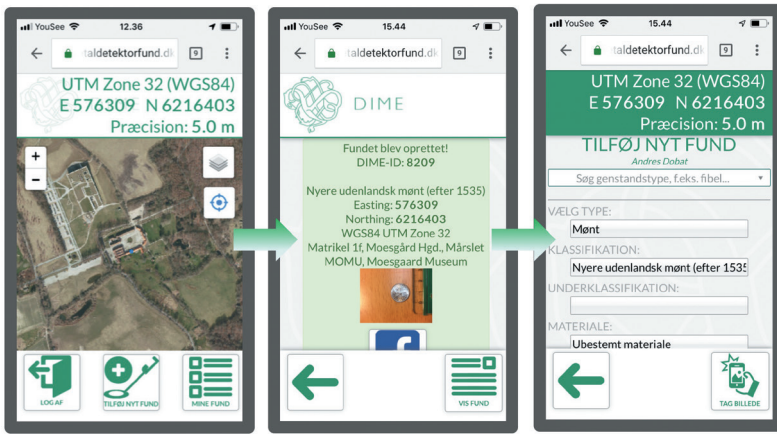 YouSee
12.36
taldetektorfund.dk
9
UTM Zone 32 (WGS84)
E 576309 N 6216403
Præcision: 5.0 m
+
-
LOG AF
TILFØJ NYT FUND
MINE FUND
YouSee
15.44
taldetektorfund.dk
9
DIME
Fundet blev oprettet!
DIME-ID: 8209
Nyere udenlandsk mønt (efter 1535)
Easting: 576309
Northing: 6216403
WGS84 UTM Zone 32
Matrikel 1f, Moesgård Hgd., Mårslet
MOMU, Moesgaard Museum
f
VIS FUND
YouSee
15.44
taldetektorfund.dk
9
UTM Zone 32 (WGS84)
E 576309 N 6216403
Præcision: 5.0 m
TILFØJ NYT FUND
Andres Dobat
Søg genstandstype, f.eks. fibel...
VÆLG TYPE:
Mønt
KLASSIFIKATION:
Nyere udenlandsk mønt (efter 1535
UNDERKLASSIFIKATION:
MATERIALE:
Ubestemt materiale
TAG BILLEDE